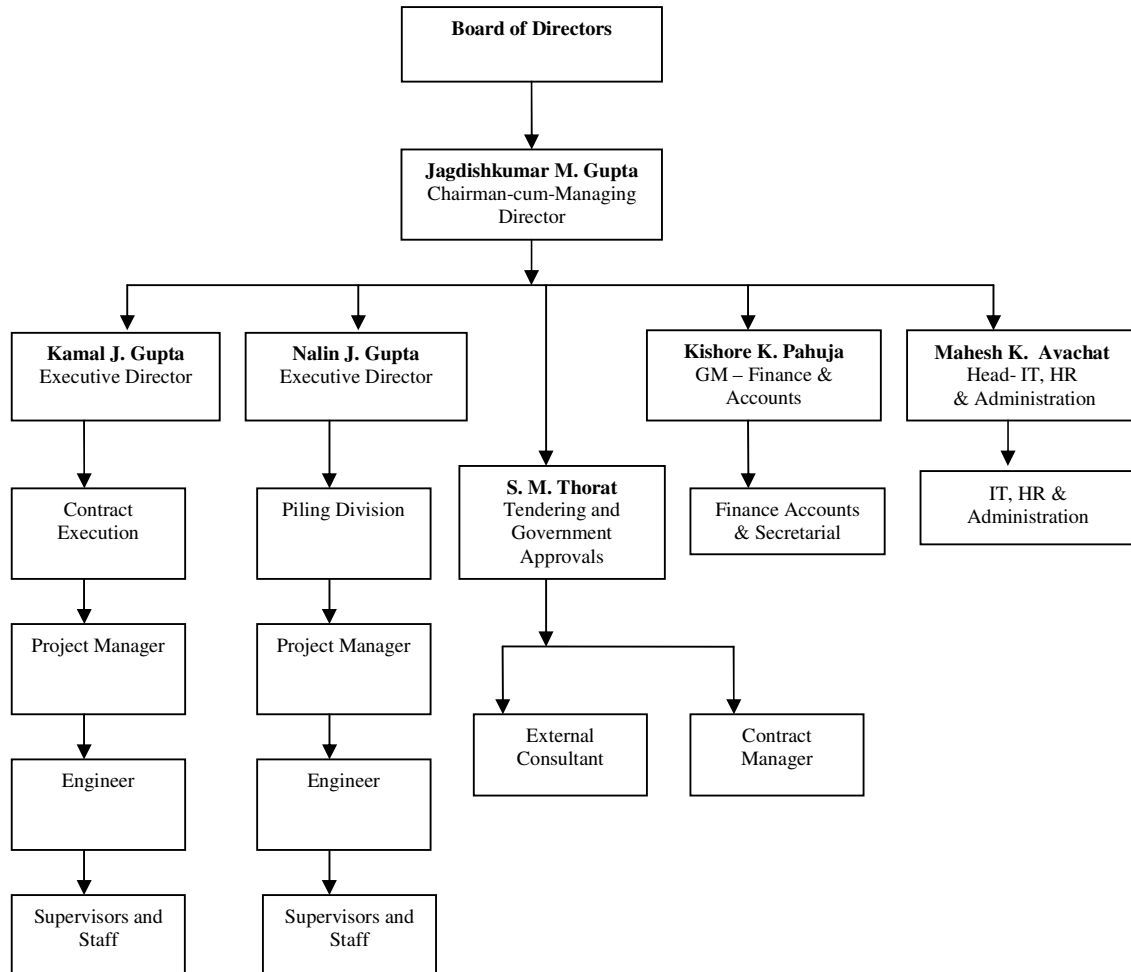 Board of Directors
Jagdishkumar M. Gupta
Chairman-cum-Managing
Director
Kamal J. Gupta
Executive Director
Nalin J. Gupta
Executive Director
Kishore K. Pahuja
GM – Finance &
Accounts
Mahesh K. Avachat
Head- IT, HR
& Administration
S. M. Thorat
Tendering and
Government
Approvals
Contract
Execution
Piling Division
Finance Accounts
& Secretarial
IT, HR &
Administration
Project Manager
Project Manager
External
Consultant
Contract
Manager
Engineer
Engineer
Supervisors and
Staff
Supervisors and
Staff